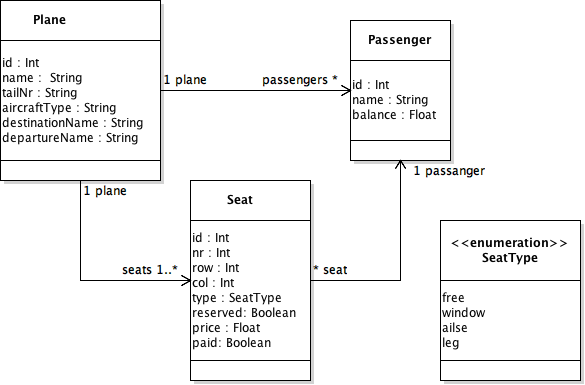 Plane
id : Int
name :  String
tailNr : String
aircraftType : String
destinationName : String
departureName : String
1 plane
passengers *
Passenger
id : Int
name : String
balance : Float
1 plane
seats 1..*
Seat
id : Int
nr : Int
row : Int
col : Int
type : SeatType
reserved: Boolean
price : Float
paid: Boolean
* seat
1 passanger
<<enumeration>>
SeatType
free
window
ailse
leg